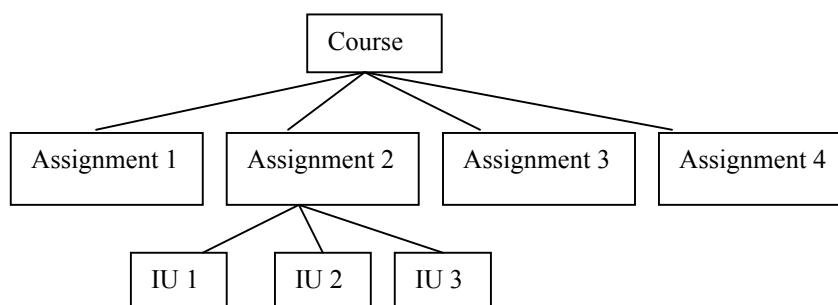 Course
Assignment 1
Assignment 2
Assignment 3
Assignment 4
IU 1
IU 2
IU 3